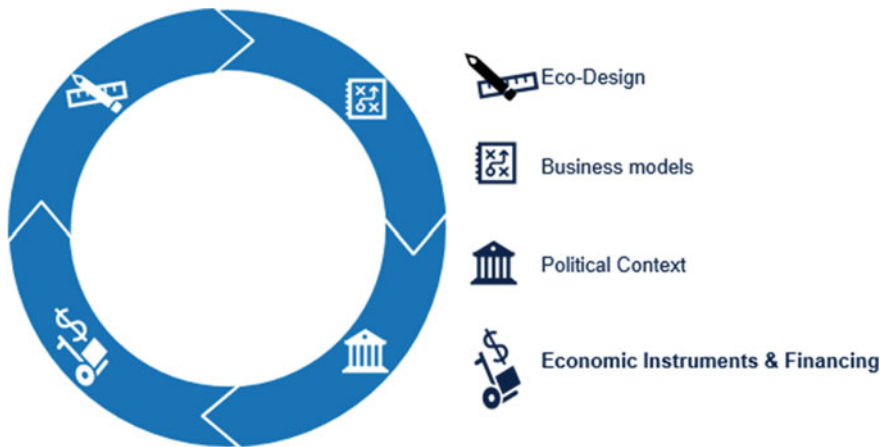 Eco-Design
Business models
Political Context
Economic Instruments & Financing